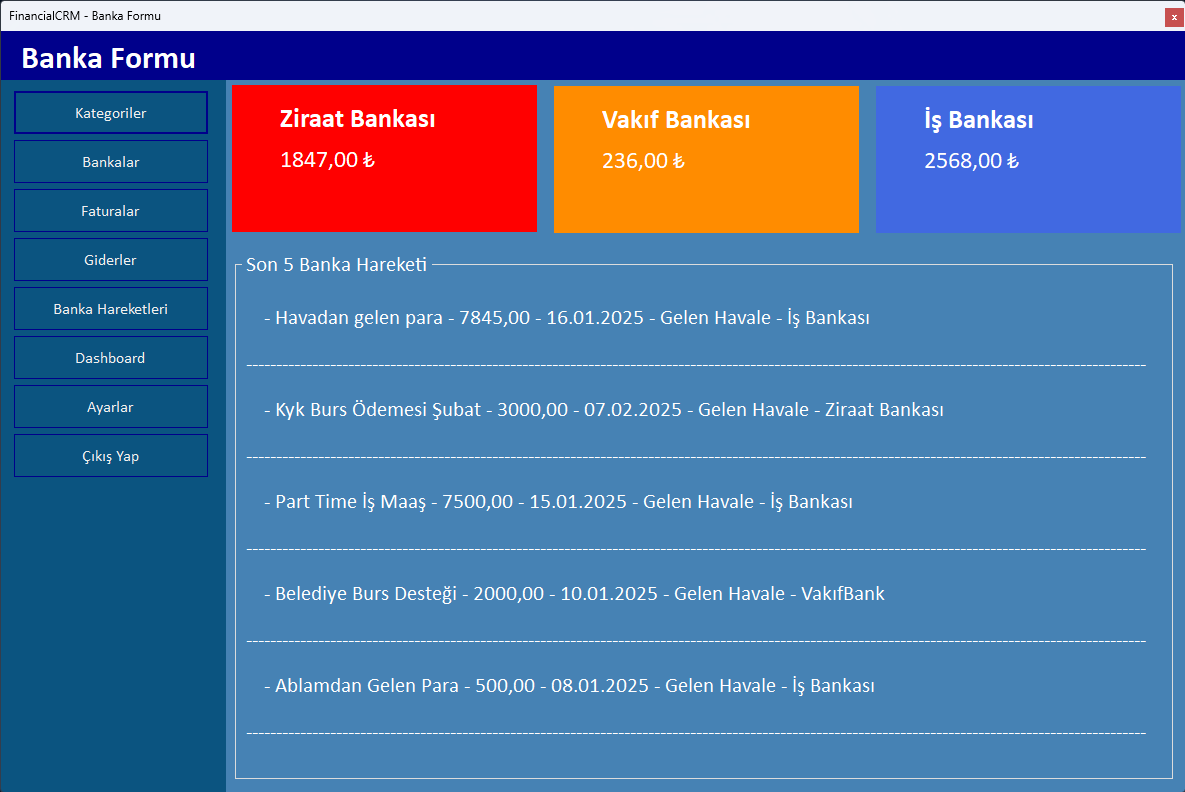 FinancialCRM - Banka Formu
x
Banka Formu
Kategoriler
Bankalar
Faturalar
Giderler
Banka Hareketleri
Dashboard
Ayarlar
Çıkış Yap
Ziraat Bankası
1847,00 ₺
Vakıf Bankası
236,00 ₺
İş Bankası
2568,00 ₺
Son 5 Banka Hareketi
- Havadan gelen para - 7845,00 - 16.01.2025 - Gelen Havale - İş Bankası
- Kyk Burs Ödemesi Şubat - 3000,00 - 07.02.2025 - Gelen Havale - Ziraat Bankası
- Part Time İş Maaş - 7500,00 - 15.01.2025 - Gelen Havale - İş Bankası
- Belediye Burs Desteği - 2000,00 - 10.01.2025 - Gelen Havale - VakıfBank
- Ablamdan Gelen Para - 500,00 - 08.01.2025 - Gelen Havale - İş Bankası